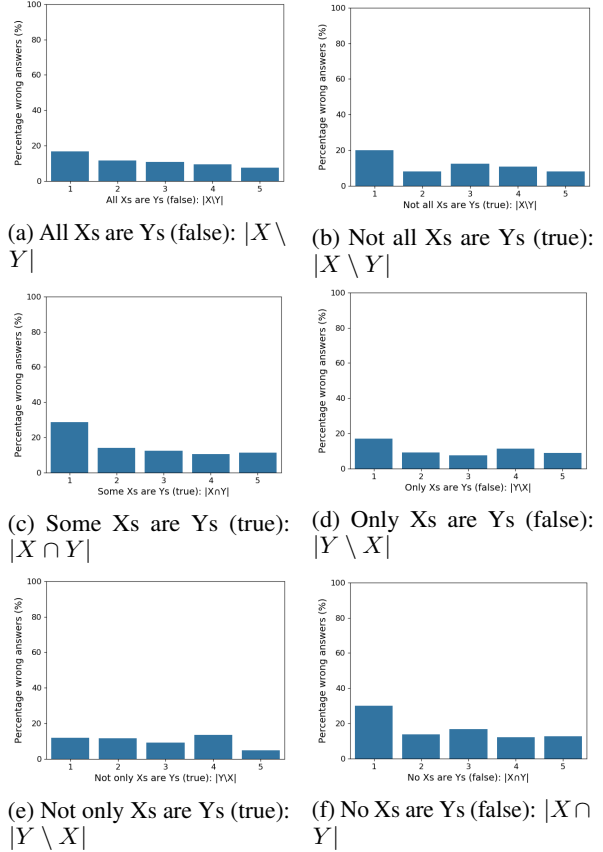 100
80
60
40
20
0
Percentage wrong answers (%)
1 2 3 4 5
All Xs are Ys (false): |X\Y|
(a) All Xs are Ys (false): |X \
Y|
100
80
60
40
20
0
Percentage wrong answers (%)
1 2 3 4 5
Not all Xs are Ys (true): |X\Y|
(b) Not all Xs are Ys (true):
|X \ Y|
100
80
60
40
20
0
Percentage wrong answers (%)
1 2 3 4 5
Some Xs are Ys (true): |X∩Y|
(c) Some Xs are Ys (true):
|X ∩ Y|
100
80
60
40
20
0
Percentage wrong answers (%)
1 2 3 4 5
Only Xs are Ys (false): |Y\X|
(d) Only Xs are Ys (false):
|Y \ X|
100
80
60
40
20
0
Percentage wrong answers (%)
1 2 3 4 5
Not only Xs are Ys (true): |Y\X|
(e) Not only Xs are Ys (true):
|Y \ X|
100
80
60
40
20
0
Percentage wrong answers (%)
1 2 3 4 5
No Xs are Ys (false): |X∩Y|
(f) No Xs are Ys (false): |X ∩
Y|